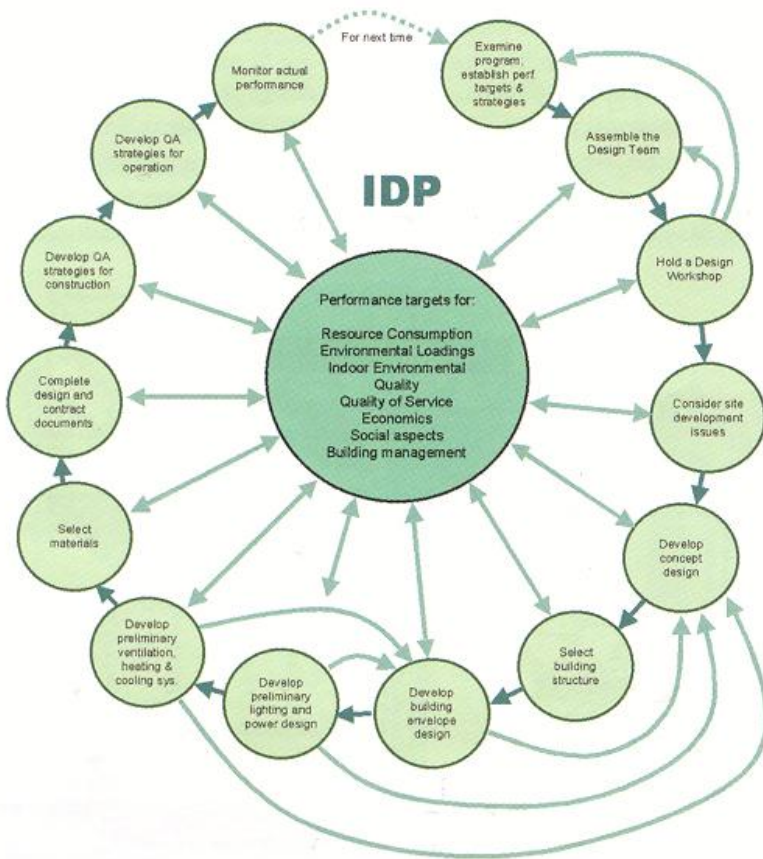 For next time
Examine
program,
establish perf.
targets &
strategies
Assemble the
Design Team
Hold a Design
Workshop
Consider site
development
issues
Develop
concept
design
Select
building
structure
Develop
building
envelope
design
Develop
preliminary
lighting and
power design
Develop
preliminary
ventilation,
heating &
cooling sys.
Select
materials
Complete
design and
contract
documents
Develop QA
strategies for
construction
Develop QA
strategies for
operation
Monitor actual
performance
IDP
Performance targets for:
Resource Consumption
Environmental Loadings
Indoor Environmental
Quality
Quality of Service
Economics
Social aspects
Building management